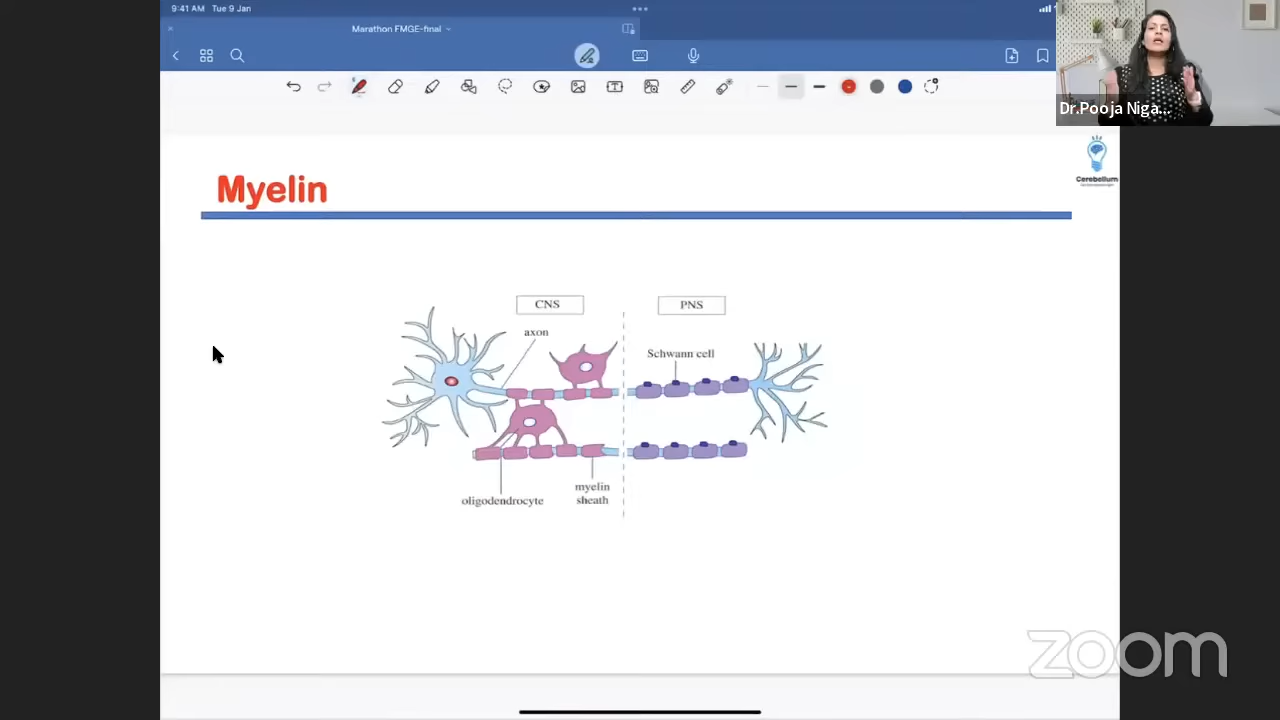 9:41 AM Tue 9 Jan
Marathon FMGE-final
Dr.Pooja Niga...
Cerebellum
Myelin
CNS
PNS
axon
Schwann cell
oligodendrocyte
myelin
sheath
zoom